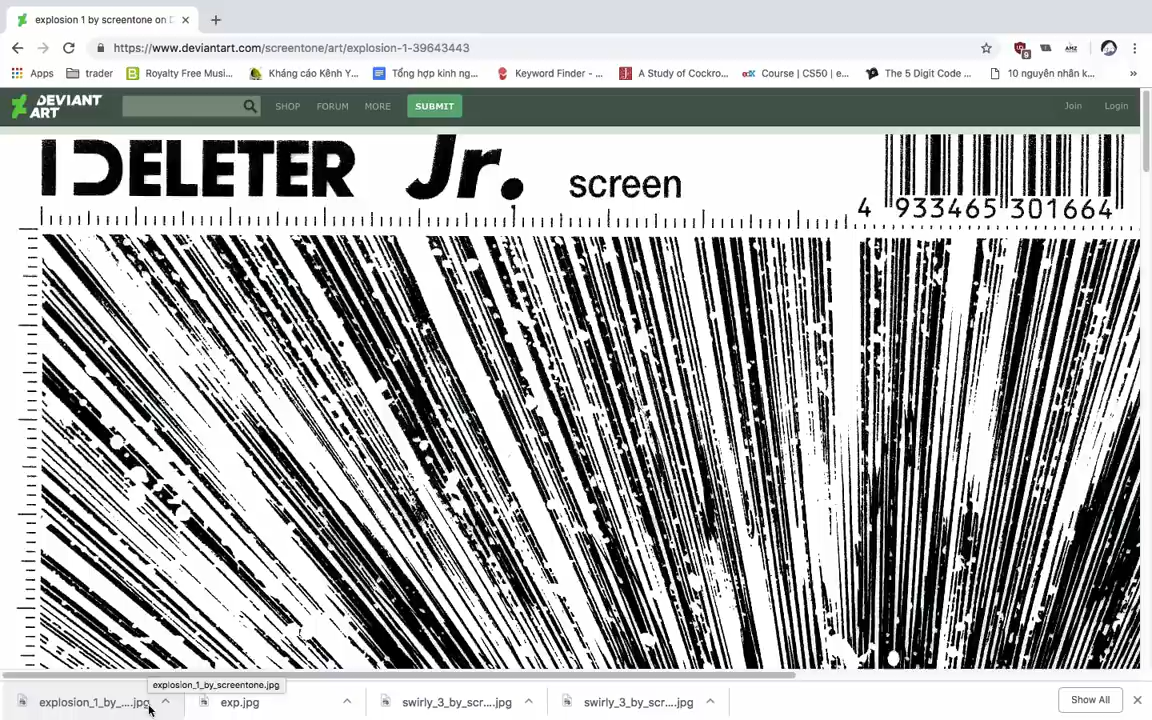 explosion 1 by screentone on D
https://www.deviantart.com/screentone/art/explosion-1-39643443
9
Apps
trader
Royalty Free Musi...
Kháng cáo Kênh Y...
Tổng hợp kinh ng...
Keyword Finder - ...
A Study of Cockro...
edX
Course | CS50 | e...
The 5 Digit Code ...
10 nguyên nhân k...
»
DEVIANT
ART
SHOP
FORUM
MORE
SUBMIT
Join
Login
DELETER Jr. screen
4 933465 301664
explosion_1_by_screentone.jpg
explosion_1_by_....jpg
exp.jpg
swirly_3_by_scr....jpg
swirly_3_by_scr....jpg
Show All